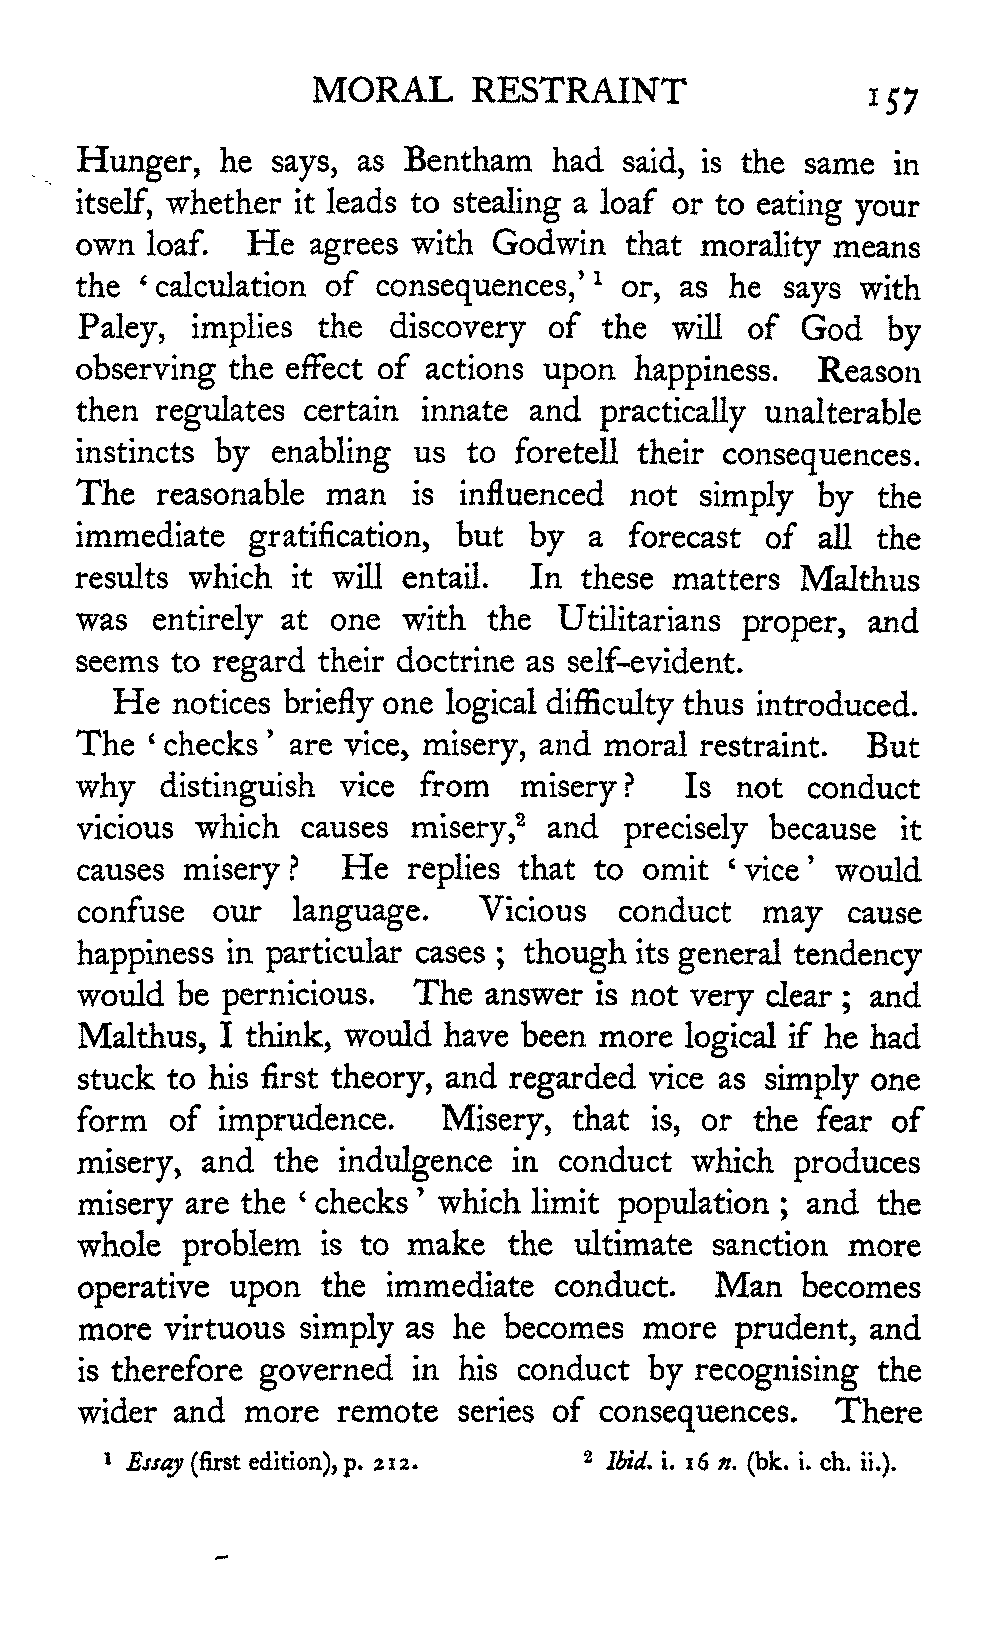 MORAL RESTRAINT 157
Hunger, he says, as Bentham had said, is the same in
itself, whether it leads to stealing a loaf or to eating your
own loaf. He agrees with Godwin that morality means
the ‘ calculation of consequences,’ ¹ or, as he says with
Paley, implies the discovery of the will of God by
observing the effect of actions upon happiness. Reason
then regulates certain innate and practically unalterable
instincts by enabling us to foretell their consequences.
The reasonable man is influenced not simply by the
immediate gratification, but by a forecast of all the
results which it will entail. In these matters Malthus
was entirely at one with the Utilitarians proper, and
seems to regard their doctrine as self-evident.
He notices briefly one logical difficulty thus introduced.
The ‘ checks ’ are vice, misery, and moral restraint. But
why distinguish vice from misery ? Is not conduct
vicious which causes misery,² and precisely because it
causes misery ? He replies that to omit ‘ vice ’ would
confuse our language. Vicious conduct may cause
happiness in particular cases ; though its general tendency
would be pernicious. The answer is not very clear ; and
Malthus, I think, would have been more logical if he had
stuck to his first theory, and regarded vice as simply one
form of imprudence. Misery, that is, or the fear of
misery, and the indulgence in conduct which produces
misery are the ‘ checks ’ which limit population ; and the
whole problem is to make the ultimate sanction more
operative upon the immediate conduct. Man becomes
more virtuous simply as he becomes more prudent, and
is therefore governed in his conduct by recognising the
wider and more remote series of consequences. There
¹ Essay (first edition), p. 212. ² Ibid. i. 16 n. (bk. i. ch. ii.).